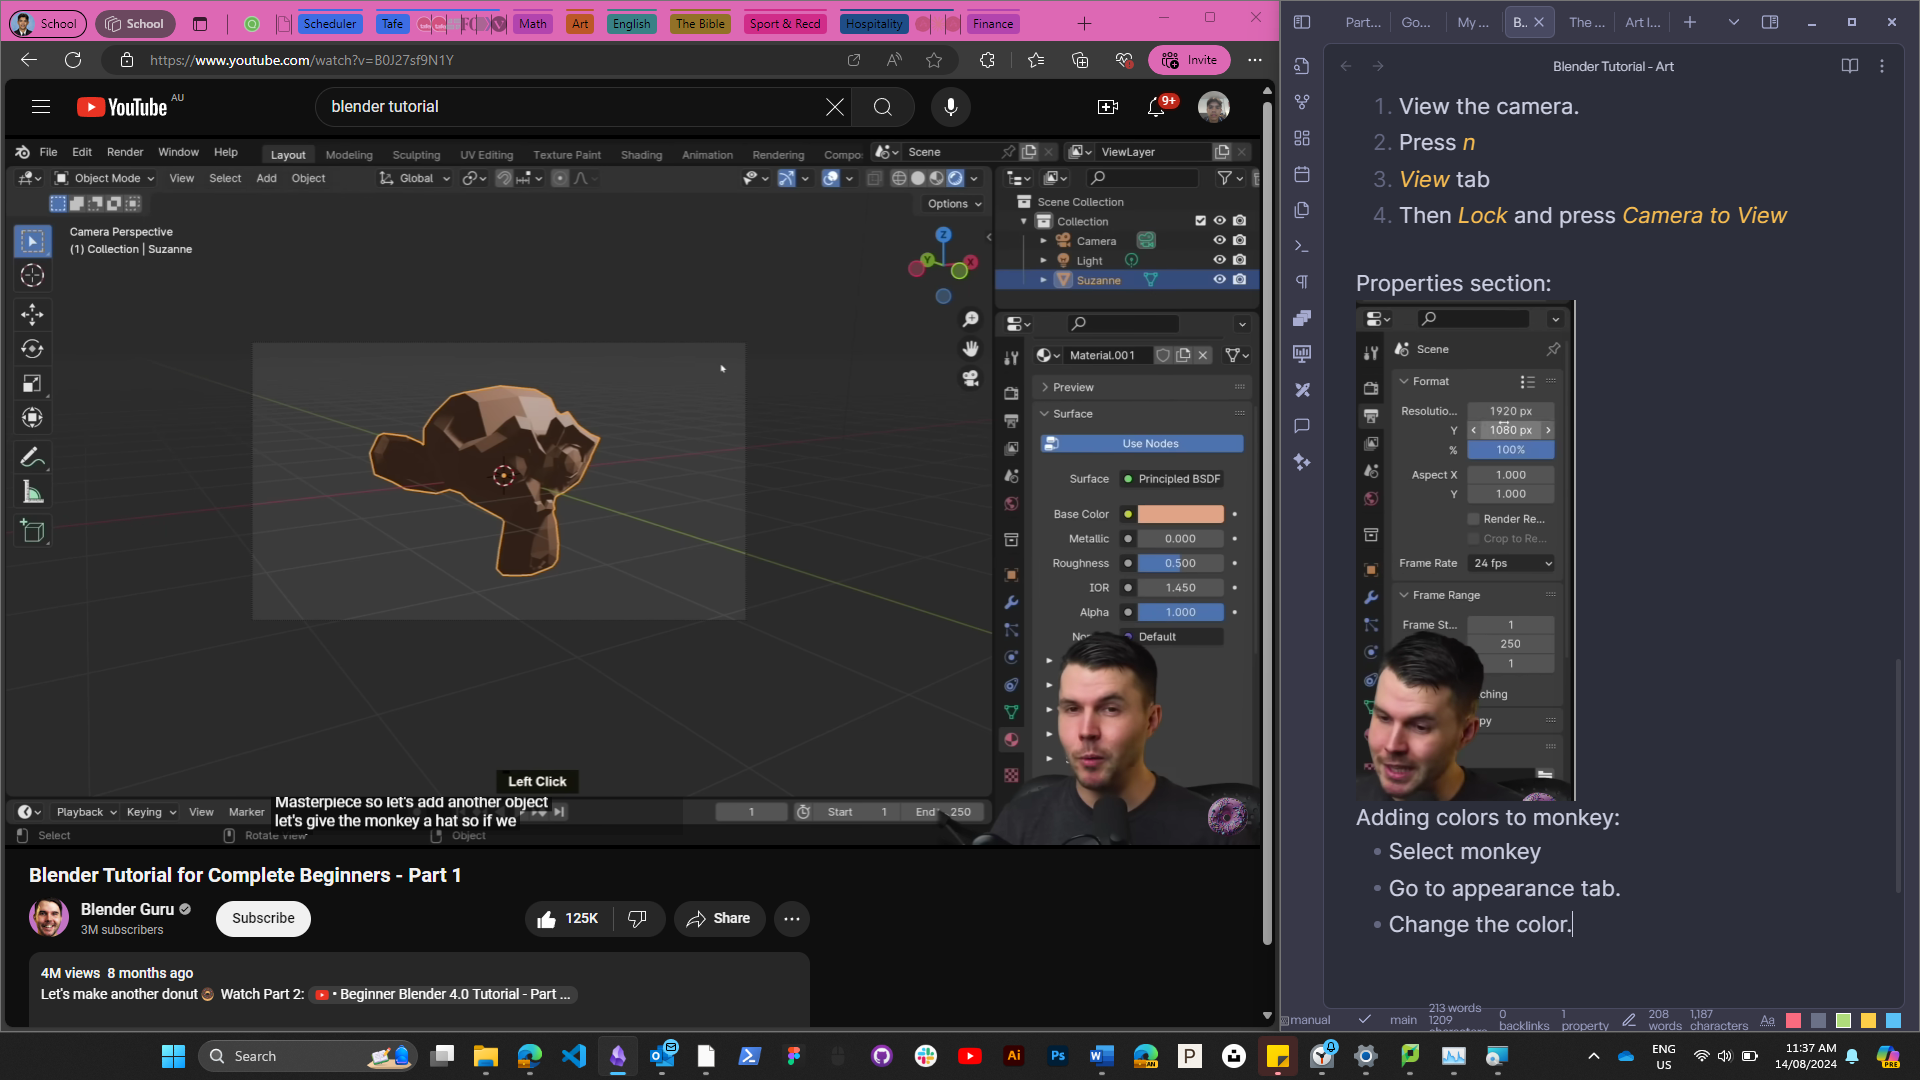 School
School
Scheduler
Tafe
Math
Art
English
The Bible
Sport & Recd
Hospitality
Finance
https://www.youtube.com/watch?v=B0J27sf9N1Y
Invite
YouTube AU
blender tutorial
9+
File Edit Render Window Help
Layout Modeling Sculpting UV Editing Texture Paint Shading Animation Rendering Compo
Scene
ViewLayer
Object Mode
View Select Add Object
Global
Options
Camera Perspective
(1) Collection | Suzanne
Z
Y
X
Scene Collection
Collection
Camera
Light
Suzanne
Material.001
Preview
Surface
Use Nodes
Surface Principled BSDF
Base Color
Metallic 0.000
Roughness 0.500
IOR 1.450
Alpha 1.000
Default
Left Click
Masterpiece so let's add another object
let's give the monkey a hat so if we
Playback Keying View Marker
1
Start 1
End 250
Select
Rotate View
Object
Blender Tutorial for Complete Beginners - Part 1
Blender Guru
3M subscribers
Subscribe
125K
Share
4M views 8 months ago
Let's make another donut Watch Part 2: • Beginner Blender 4.0 Tutorial - Part ...
Part...
Go...
My ...
B..
The ...
Art I...
Blender Tutorial - Art
1. View the camera.
2. Press n
3. View tab
4. Then Lock and press Camera to View
Properties section:
Scene
Format
Resolutio... 1920 px
Y 1080 px
% 100%
Aspect X 1.000
Y 1.000
Render Re...
Crop to Re...
Frame Rate 24 fps
Frame Range
Frame St... 1
250
1
ching
py
Adding colors to monkey:
• Select monkey
• Go to appearance tab.
• Change the color.
manual
main
213 words
1209
0
backlinks
1
property
208
words
1,187
characters
Aa
Search
ENG
US
11:37 AM
14/08/2024